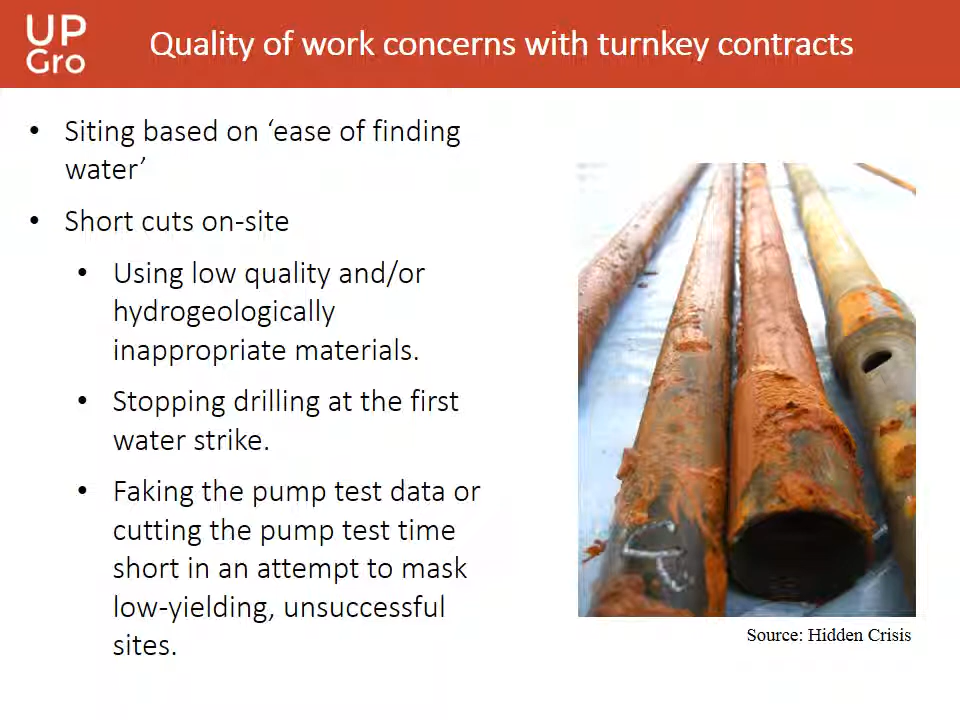 UP
Gro
Quality of work concerns with turnkey contracts
• Siting based on ‘ease of finding
water’
• Short cuts on-site
• Using low quality and/or
hydrogeologically
inappropriate materials.
• Stopping drilling at the first
water strike.
• Faking the pump test data or
cutting the pump test time
short in an attempt to mask
low-yielding, unsuccessful
sites.
Source: Hidden Crisis